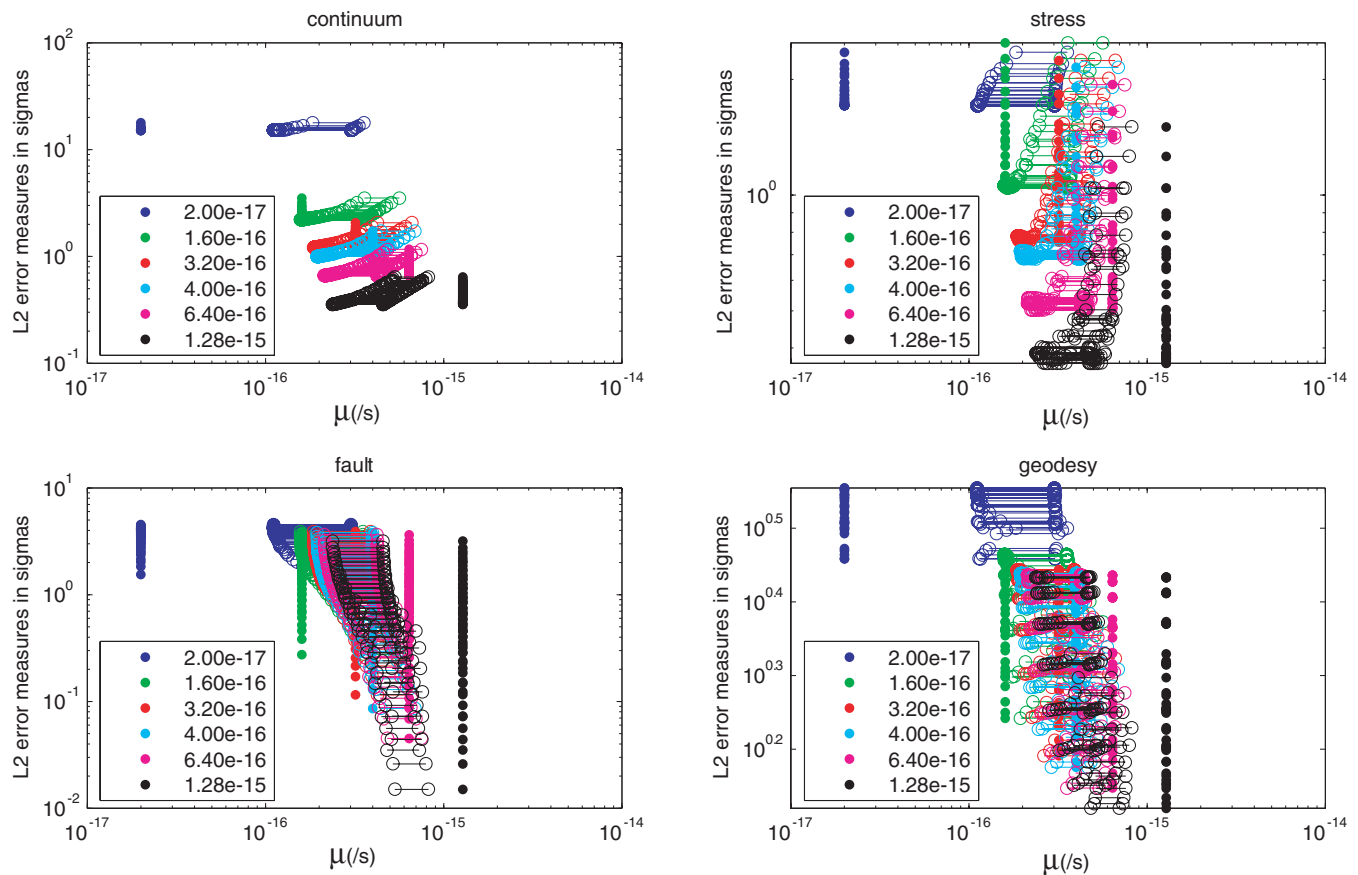 continuum
10^2
10^1
10^0
10^-1
L2 error measures in sigmas
2.00e-17
1.60e-16
3.20e-16
4.00e-16
6.40e-16
1.28e-15
10^-17
10^-16
10^-15
10^-14
μ(/s)
stress
10^0
L2 error measures in sigmas
2.00e-17
1.60e-16
3.20e-16
4.00e-16
6.40e-16
1.28e-15
10^-17
10^-16
10^-15
10^-14
μ(/s)
fault
10^1
10^0
10^-1
10^-2
L2 error measures in sigmas
2.00e-17
1.60e-16
3.20e-16
4.00e-16
6.40e-16
1.28e-15
10^-17
10^-16
10^-15
10^-14
μ(/s)
geodesy
10^0.5
10^0.4
10^0.3
10^0.2
L2 error measures in sigmas
2.00e-17
1.60e-16
3.20e-16
4.00e-16
6.40e-16
1.28e-15
10^-17
10^-16
10^-15
10^-14
μ(/s)